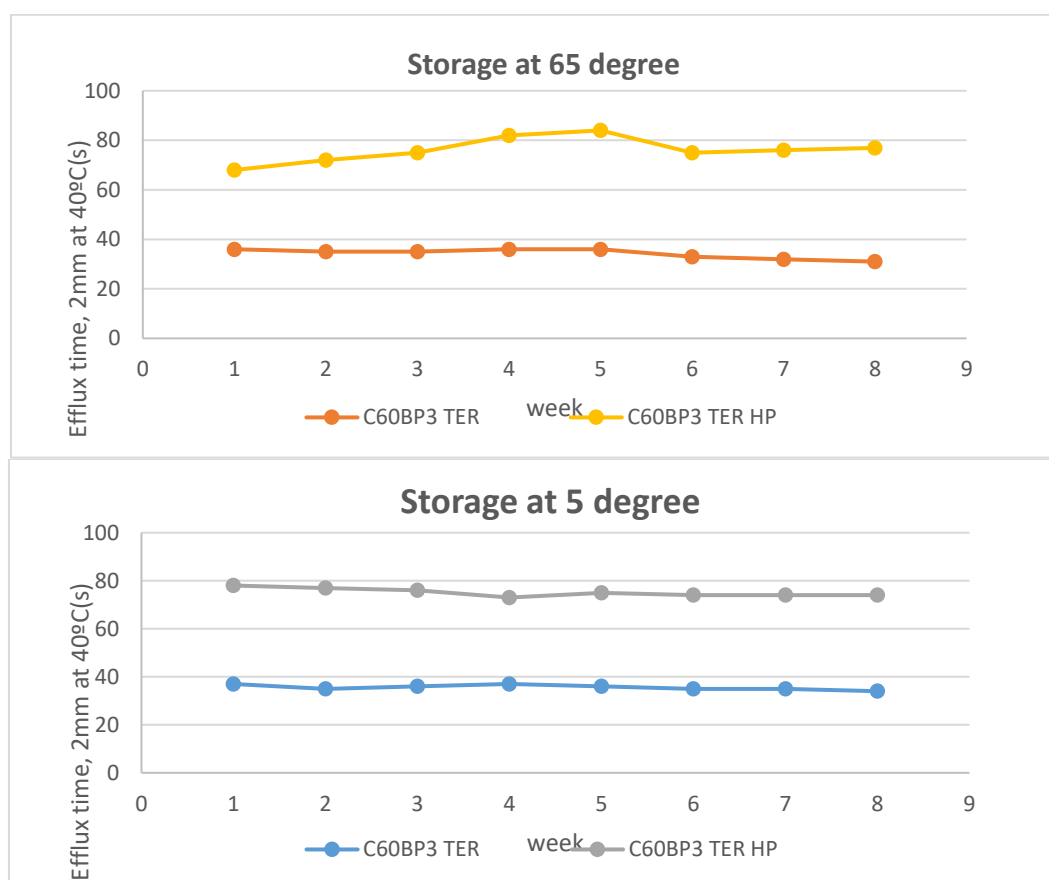 Storage at 65 degree
Efflux time, 2mm at 40ºC(s)
100
80
60
40
20
0
0 1 2 3 4 5 6 7 8 9
week
C60BP3 TER C60BP3 TER HP
Storage at 5 degree
Efflux time, 2mm at 40ºC(s)
100
80
60
40
20
0
0 1 2 3 4 5 6 7 8 9
week
C60BP3 TER C60BP3 TER HP